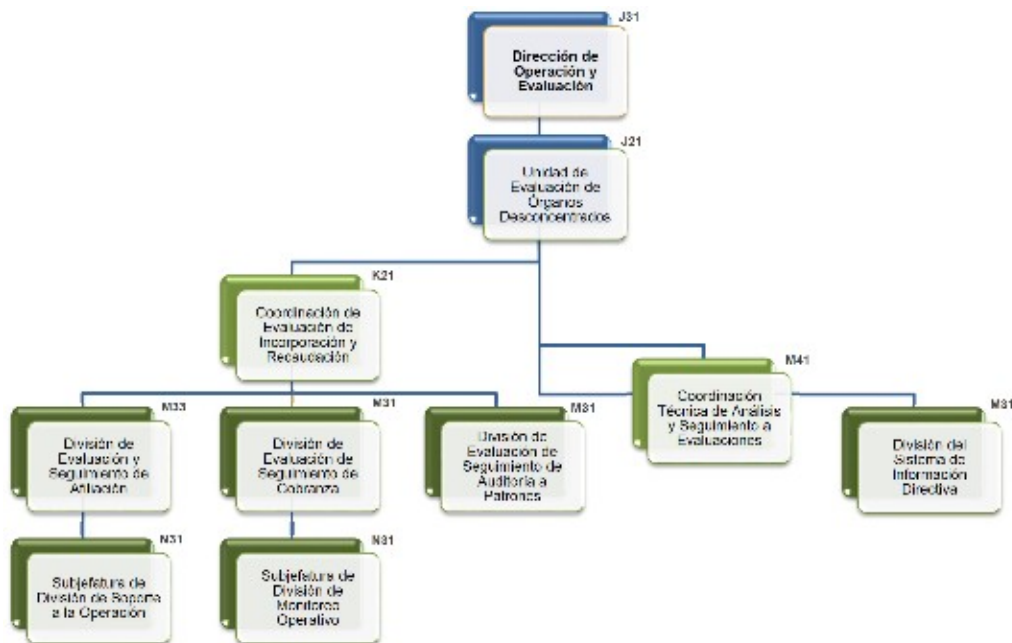 J31
Dirección de
Operación y
Evaluación
J21
Unidad de
Evaluación de
Órganos
Desconcentrados
K21
Coordinación de
Evaluación de
Incorporación y
Recaudación
M41
Coordinación
Técnica de Análisis
y Seguimiento a
Evaluaciones
M33
División de
Evaluación y
Seguimiento de
Afiliación
M31
División de
Evaluación de
Seguimiento de
Cobranza
M31
División de
Evaluación de
Seguimiento de
Auditoría a
Patrones
M31
División del
Sistema de
Información
Directiva
N31
Subjefatura de
División de Soporte
a la Operación
N31
Subjefatura de
División de
Monitoreo
Operativo